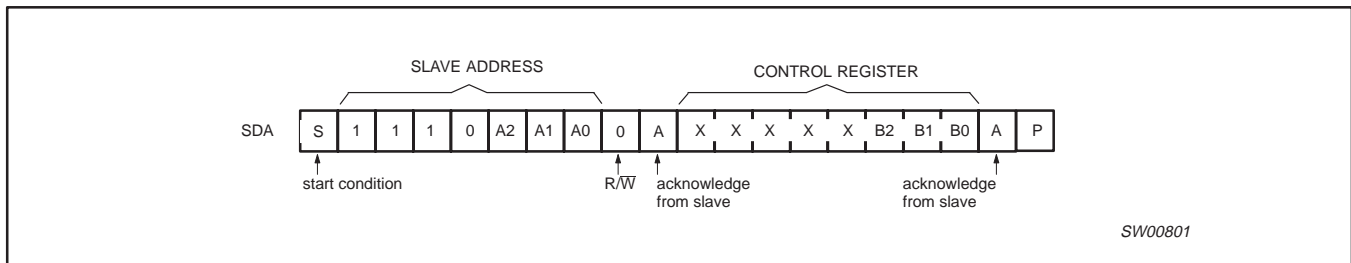 SLAVE ADDRESS CONTROL REGISTER
SDA S 1 1 1 0 A2 A1 A0 0 A X X X X X B2 B1 B0 A P
start condition R/W acknowledge from slave acknowledge from slave
SW00801